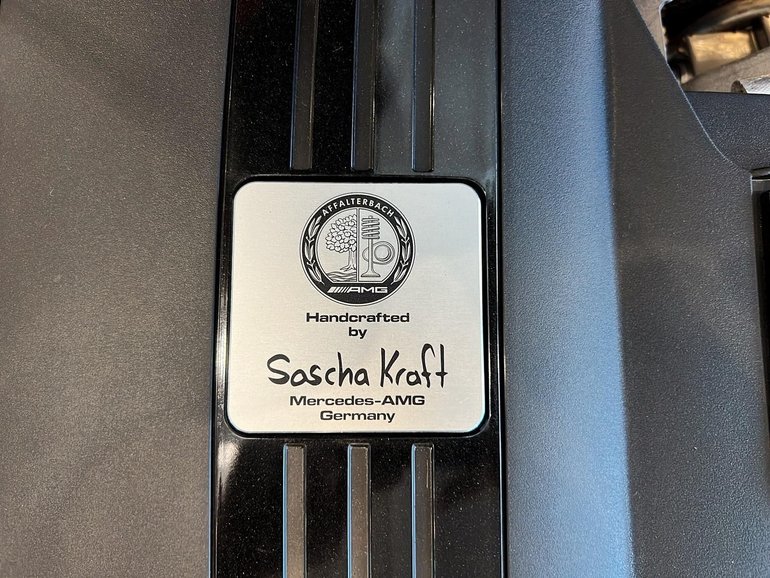 AFFALTERBACH
AMG
Handcrafted
by
Sascha Kraft
Mercedes-AMG
Germany